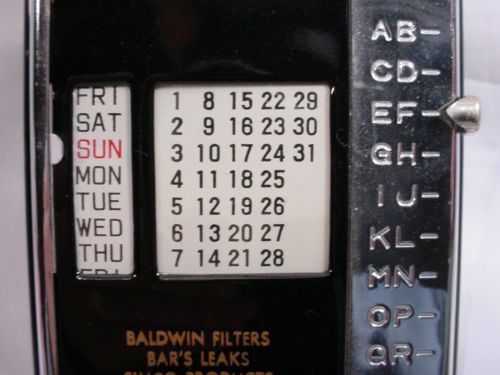 FRI 1 8 15 22 29
SAT 2 9 16 23 30
SUN 3 10 17 24 31
MON 4 11 18 25
TUE 5 12 19 26
WED 6 13 20 27
THU 7 14 21 28
FRI
AB-
CD-
EF-
GH-
IJ-
KL-
MN-
OP-
QR-
BALDWIN FILTERS
BAR'S LEAKS
PRODUCTS